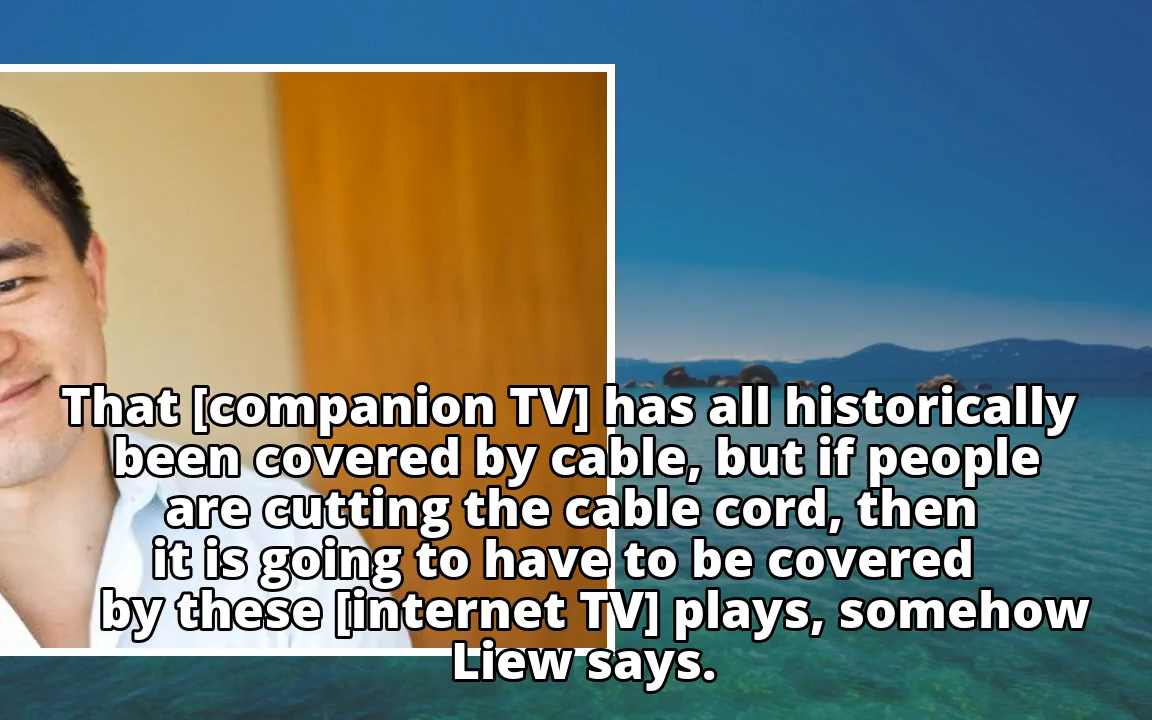 That [companion TV] has all historically
been covered by cable, but if people
are cutting the cable cord, then
it is going to have to be covered
by these [internet TV] plays, somehow
Liew says.